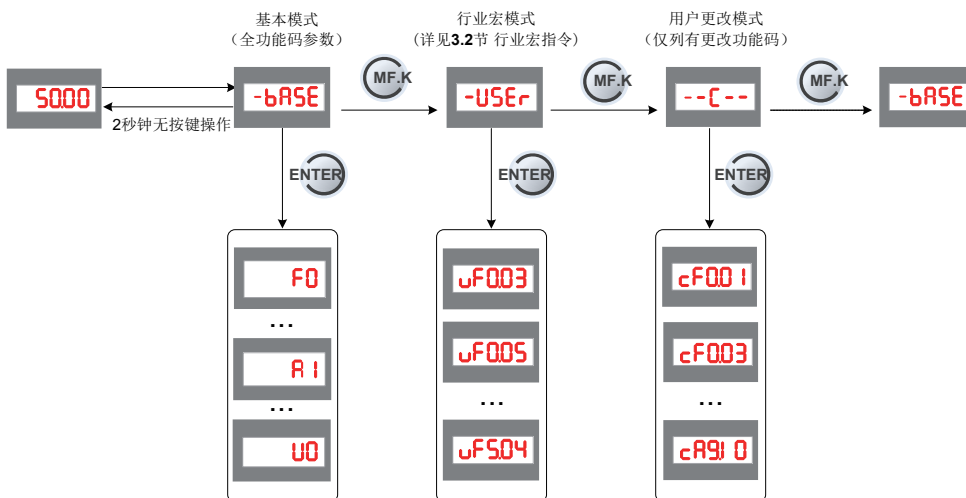 基本模式
（全功能码参数）
行业宏模式
(详见3.2节 行业宏指令)
用户更改模式
（仅列有更改功能码）
50.00
2秒钟无按键操作
-bASE
MF.K
-USEr
MF.K
--C--
MF.K
-bASE
ENTER
ENTER
ENTER
F0
...
A1
...
U0
uF0.03
uF0.05
...
uF5.04
cF0.01
cF0.03
...
cA9.10